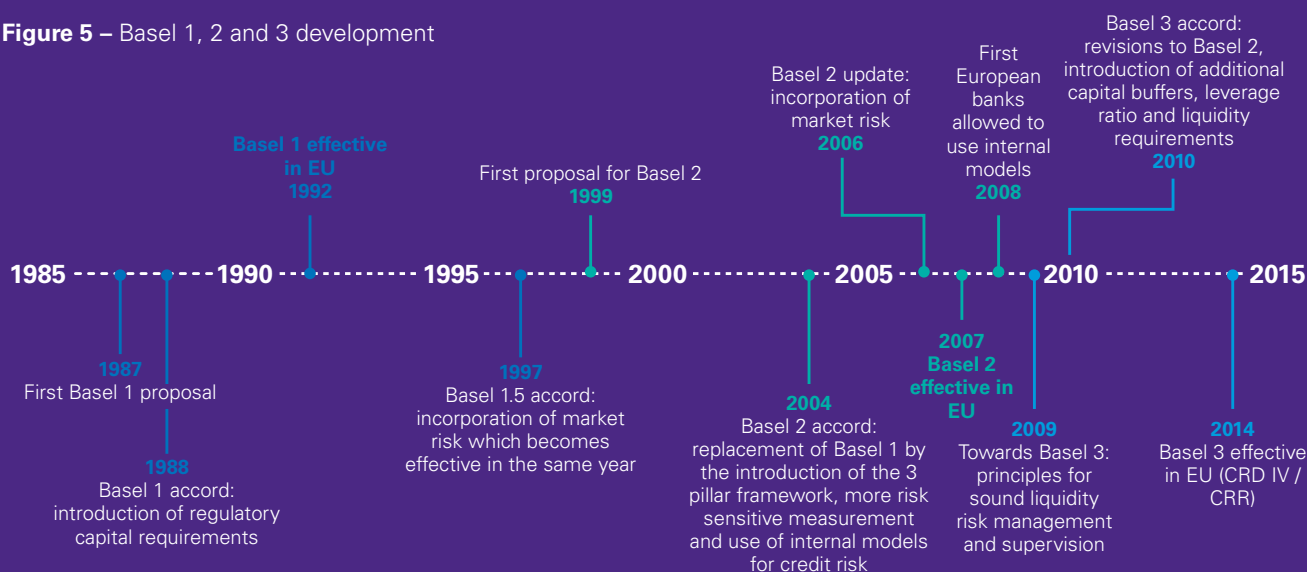 Figure 5 – Basel 1, 2 and 3 development
Basel 1 effective
in EU
1992
First proposal for Basel 2
1999
Basel 2 update:
incorporation of
market risk
2006
First
European
banks
allowed to
use internal
models
2008
Basel 3 accord:
revisions to Basel 2,
introduction of additional
capital buffers, leverage
ratio and liquidity
requirements
2010
1985 1990 1995 2000 2005 2010 2015
1987
First Basel 1 proposal
1988
Basel 1 accord:
introduction of regulatory
capital requirements
1997
Basel 1.5 accord:
incorporation of market
risk which becomes
effective in the same year
2004
Basel 2 accord:
replacement of Basel 1 by
the introduction of the 3
pillar framework, more risk
sensitive measurement
and use of internal models
for credit risk
2007
Basel 2
effective in
EU
2009
Towards Basel 3:
principles for
sound liquidity
risk management
and supervision
2014
Basel 3 effective
in EU (CRD IV /
CRR)